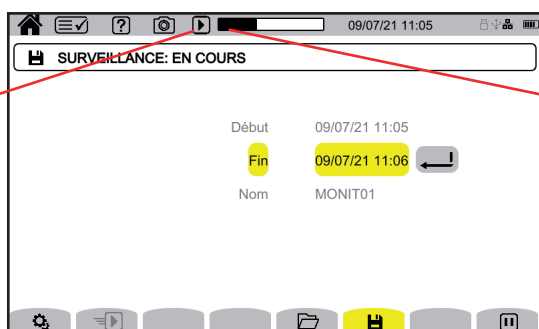 09/07/21 11:05
SURVEILLANCE: EN COURS
Début 09/07/21 11:05
Fin 09/07/21 11:06
Nom MONIT01